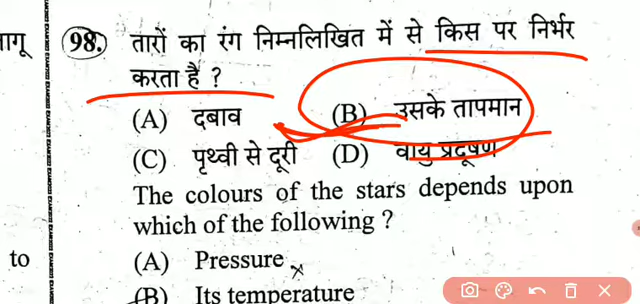 ागू
98. तारों का रंग निम्नलिखित में से किस पर निर्भर
करता है ?
(A) दबाव (B) उसके तापमान
(C) पृथ्वी से दूरी (D) वायु प्रदूषण
The colours of the stars depends upon
which of the following ?
to (A) Pressure
(B) Its temperature